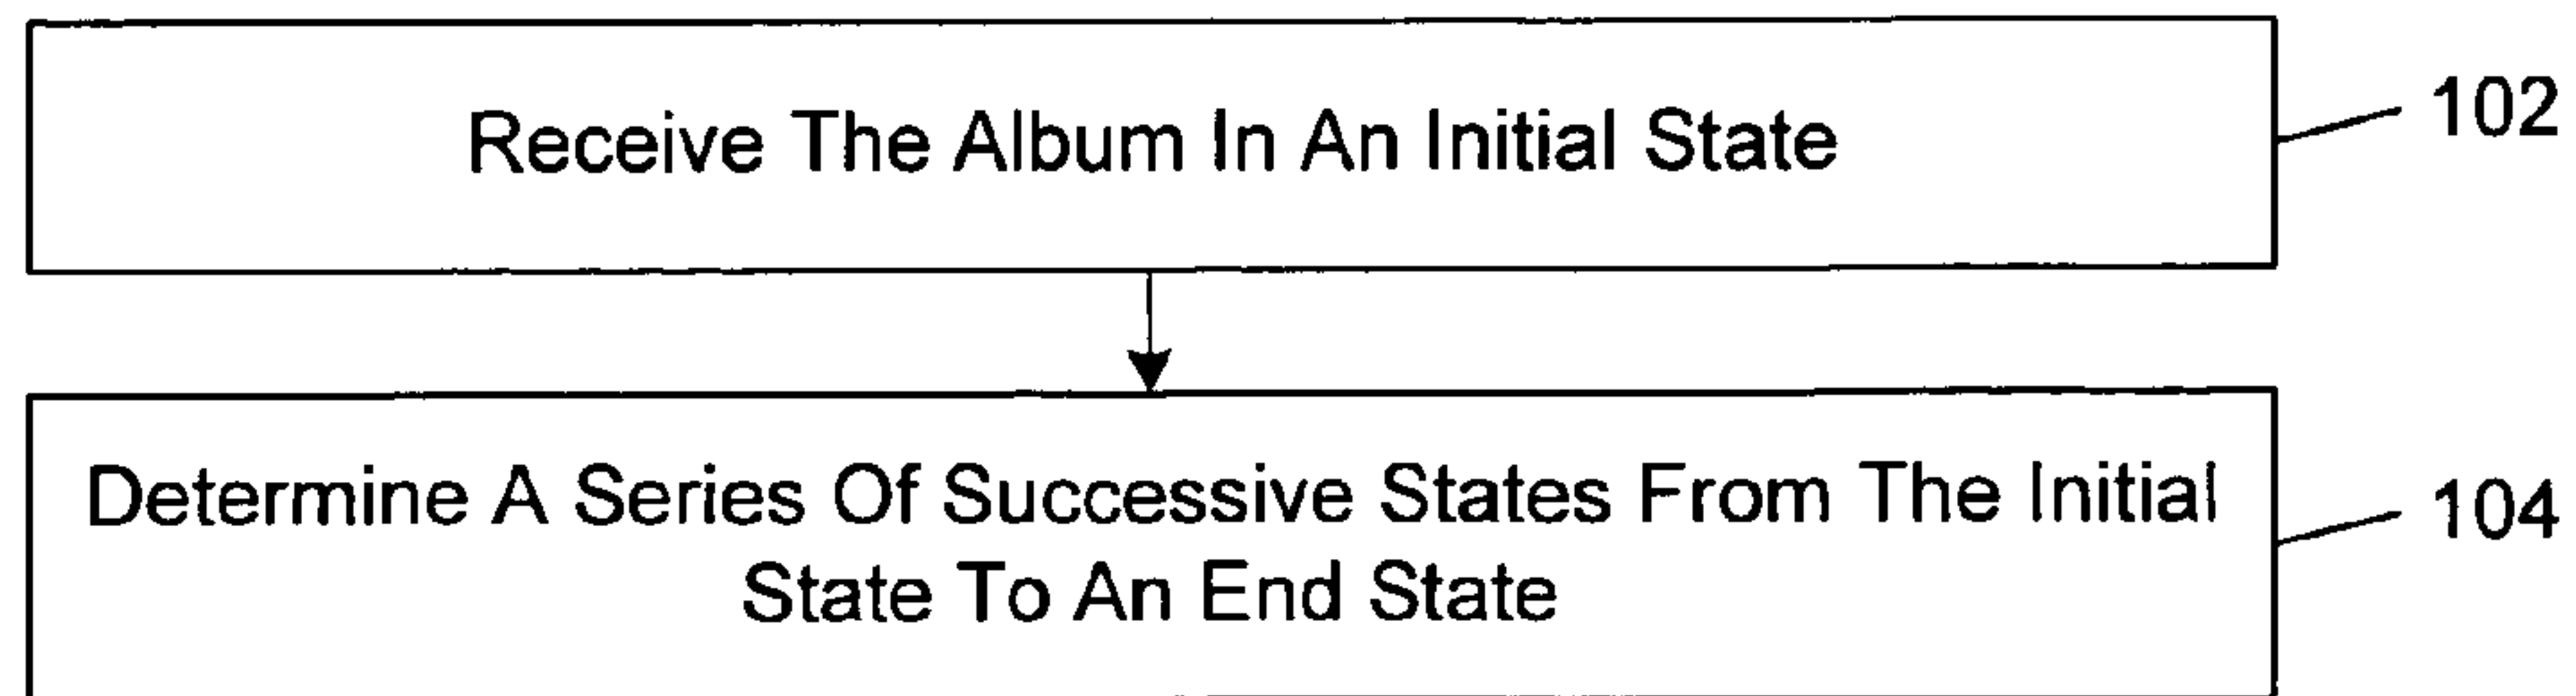 Receive The Album In An Initial State
102
Determine A Series Of Successive States From The Initial
State To An End State
104